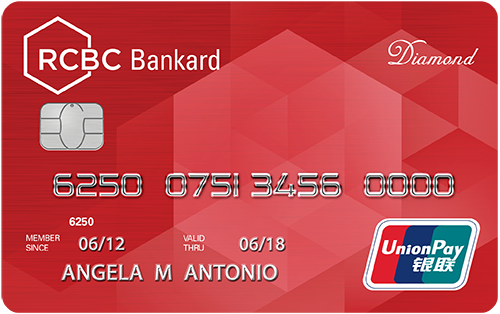 RCBC Bankard
Diamond
6250 0751 3456 0000
6250
MEMBER SINCE 06/12 VALID THRU 06/18
ANGELA M ANTONIO
UnionPay
银联